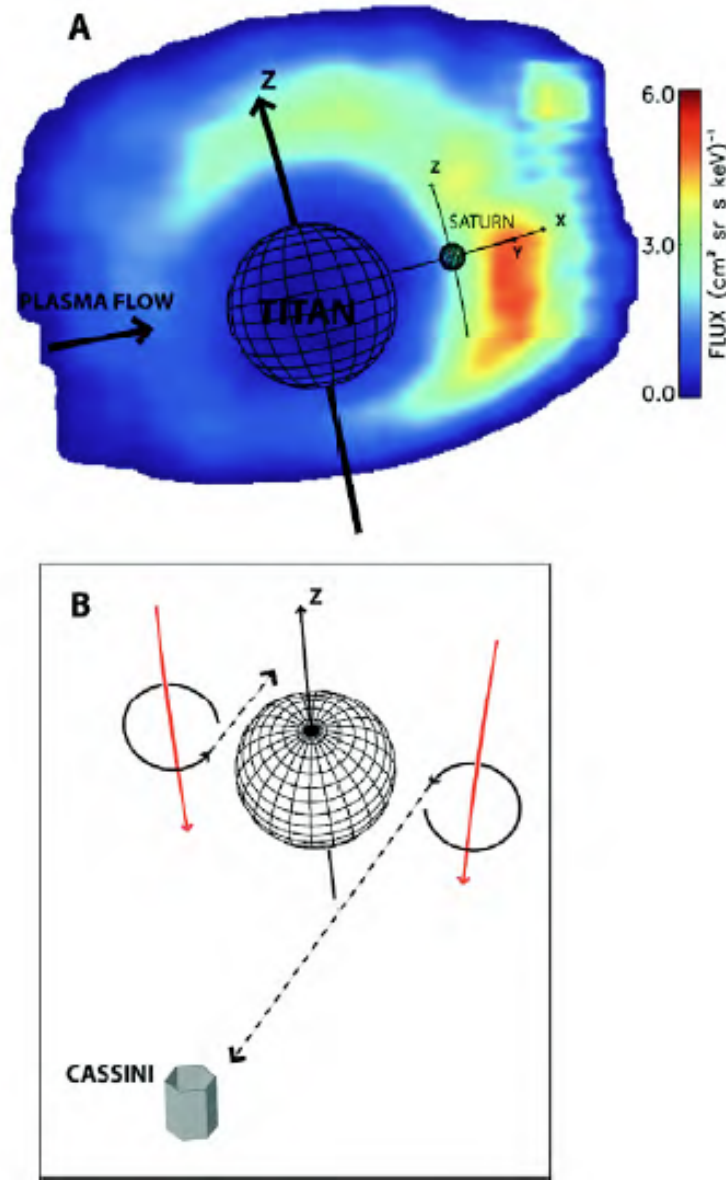 A
Z
6.0
Z
SATURN
X
Y
PLASMA FLOW
TITAN
3.0
0.0
FLUX (cm² sr s keV)⁻¹
B
Z
CASSINI